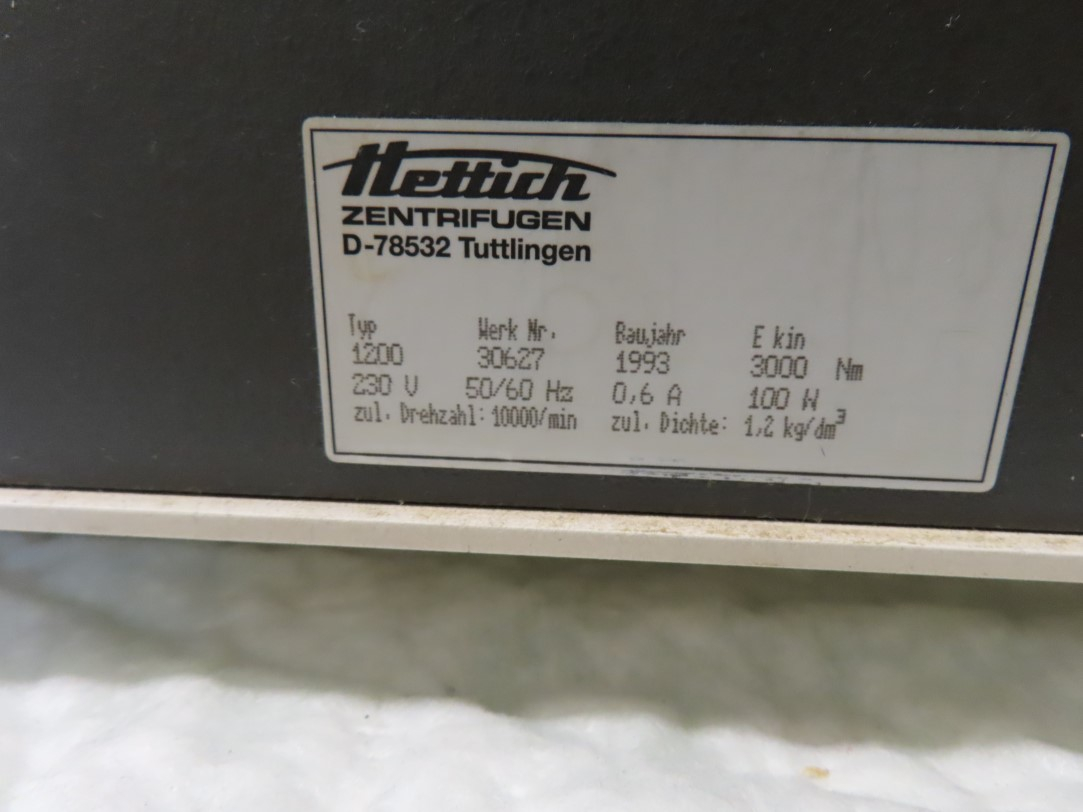 Hettich
ZENTRIFUGEN
D-78532 Tuttlingen
Typ Werk Nr. Baujahr E kin
1200 30627 1993 3000 Nm
230 V 50/60 Hz 0,6 A 100 W
zul. Drehzahl: 10000/min zul. Dichte: 1,2 kg/dm³